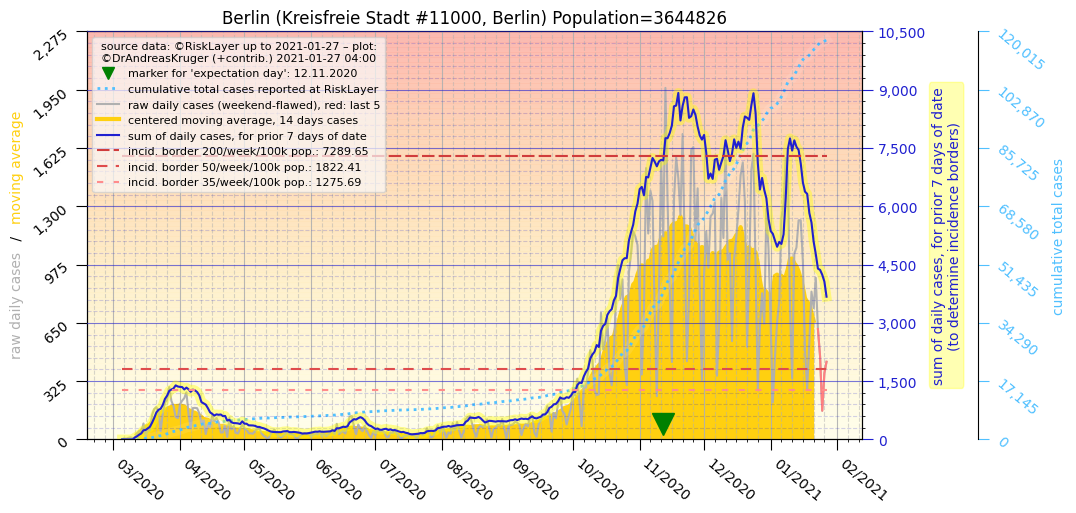 Berlin (Kreisfreie Stadt #11000, Berlin) Population=3644826
source data: ©RiskLayer up to 2021-01-27 – plot:
©DrAndreasKruger (+contrib.) 2021-01-27 04:00
marker for 'expectation day': 12.11.2020
cumulative total cases reported at RiskLayer
raw daily cases (weekend-flawed), red: last 5
centered moving average, 14 days cases
sum of daily cases, for prior 7 days of date
incid. border 200/week/100k pop.: 7289.65
incid. border 50/week/100k pop.: 1822.41
incid. border 35/week/100k pop.: 1275.69
raw daily cases / moving average
2,275
1,950
1,625
1,300
975
650
325
0
03/2020
04/2020
05/2020
06/2020
07/2020
08/2020
09/2020
10/2020
11/2020
12/2020
01/2021
02/2021
10,500
9,000
7,500
6,000
4,500
3,000
1,500
0
sum of daily cases, for prior 7 days of date
(to determine incidence borders)
120,015
102,870
85,725
68,580
51,435
34,290
17,145
0
cumulative total cases